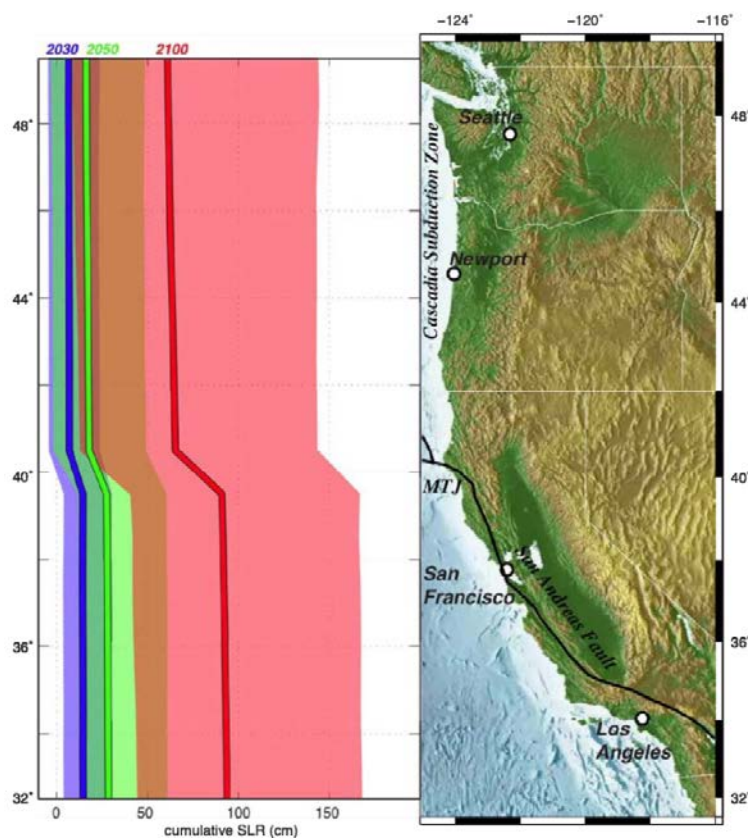 2030 2050 2100
-124° -120° -116°
48°
44°
40°
36°
32°
0 50 100 150
cumulative SLR (cm)
Seattle
Cascadia Subduction Zone
Newport
MTJ
San
Francisco
San Andreas Fault
Los
Angeles
48°
44°
40°
36°
32°